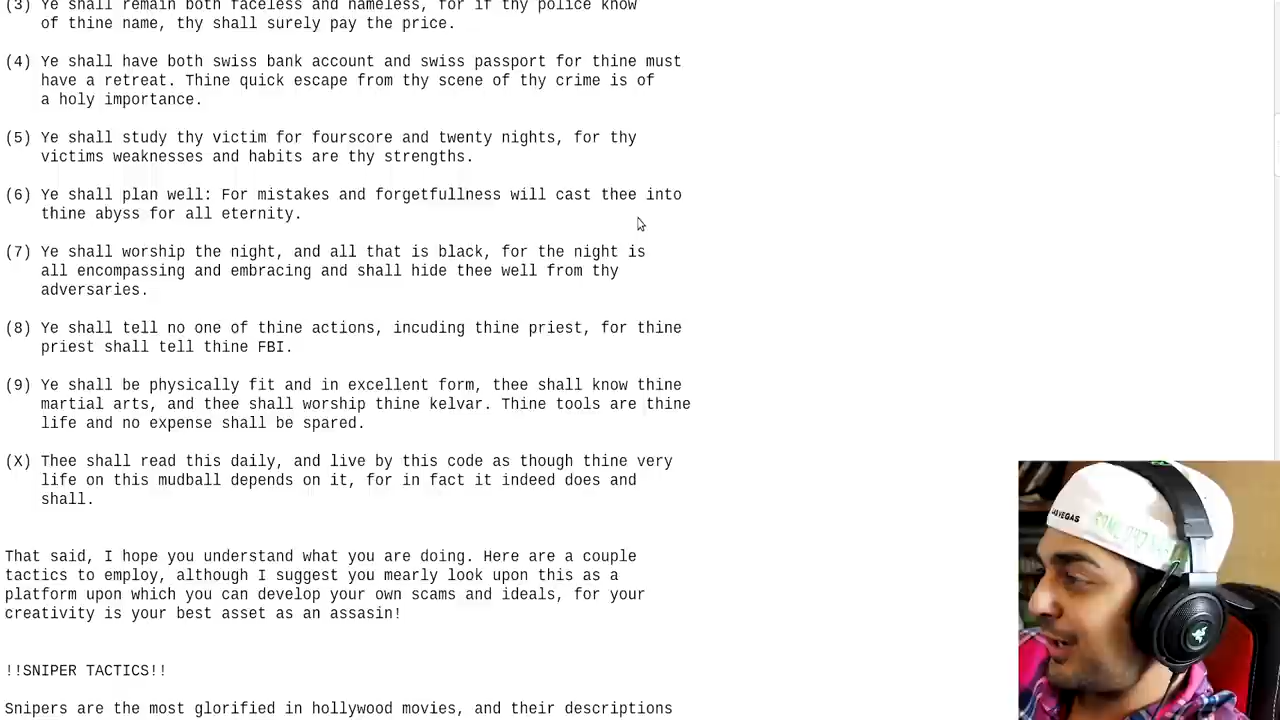 (3) Ye shall remain both faceless and nameless, for if thy police know
of thine name, thy shall surely pay the price.
(4) Ye shall have both swiss bank account and swiss passport for thine must
have a retreat. Thine quick escape from thy scene of thy crime is of
a holy importance.
(5) Ye shall study thy victim for fourscore and twenty nights, for thy
victims weaknesses and habits are thy strengths.
(6) Ye shall plan well: For mistakes and forgetfullness will cast thee into
thine abyss for all eternity.
(7) Ye shall worship the night, and all that is black, for the night is
all encompassing and embracing and shall hide thee well from thy
adversaries.
(8) Ye shall tell no one of thine actions, incuding thine priest, for thine
priest shall tell thine FBI.
(9) Ye shall be physically fit and in excellent form, thee shall know thine
martial arts, and thee shall worship thine kelvar. Thine tools are thine
life and no expense shall be spared.
(X) Thee shall read this daily, and live by this code as though thine very
life on this mudball depends on it, for in fact it indeed does and
shall.
That said, I hope you understand what you are doing. Here are a couple
tactics to employ, although I suggest you mearly look upon this as a
platform upon which you can develop your own scams and ideals, for your
creativity is your best asset as an assasin!
!!SNIPER TACTICS!!
Snipers are the most glorified in hollywood movies, and their descriptions
VEGAS